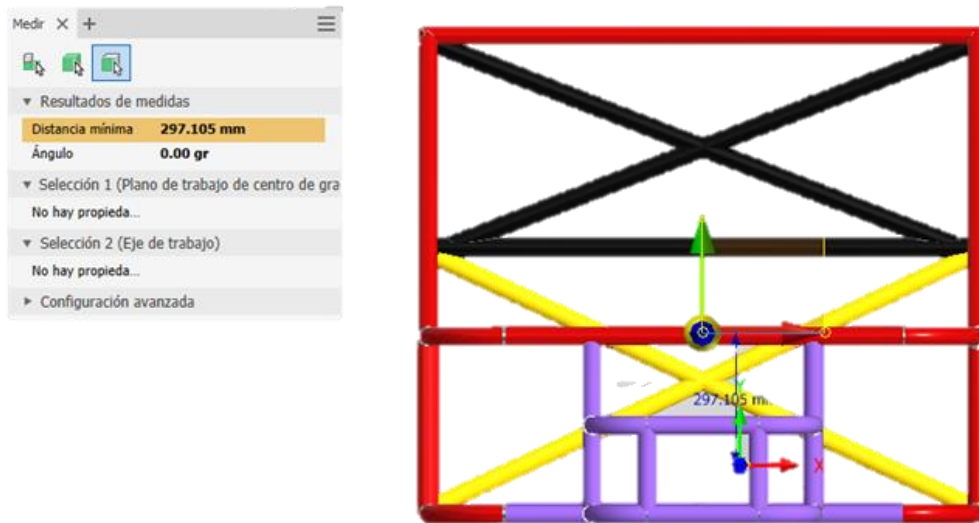 Medir
Resultados de medidas
Distancia mínima 297.105 mm
Ángulo 0.00 gr
Selección 1 (Plano de trabajo de centro de gra
No hay propieda...
Selección 2 (Eje de trabajo)
No hay propieda...
Configuración avanzada
Y
297.105 m
X